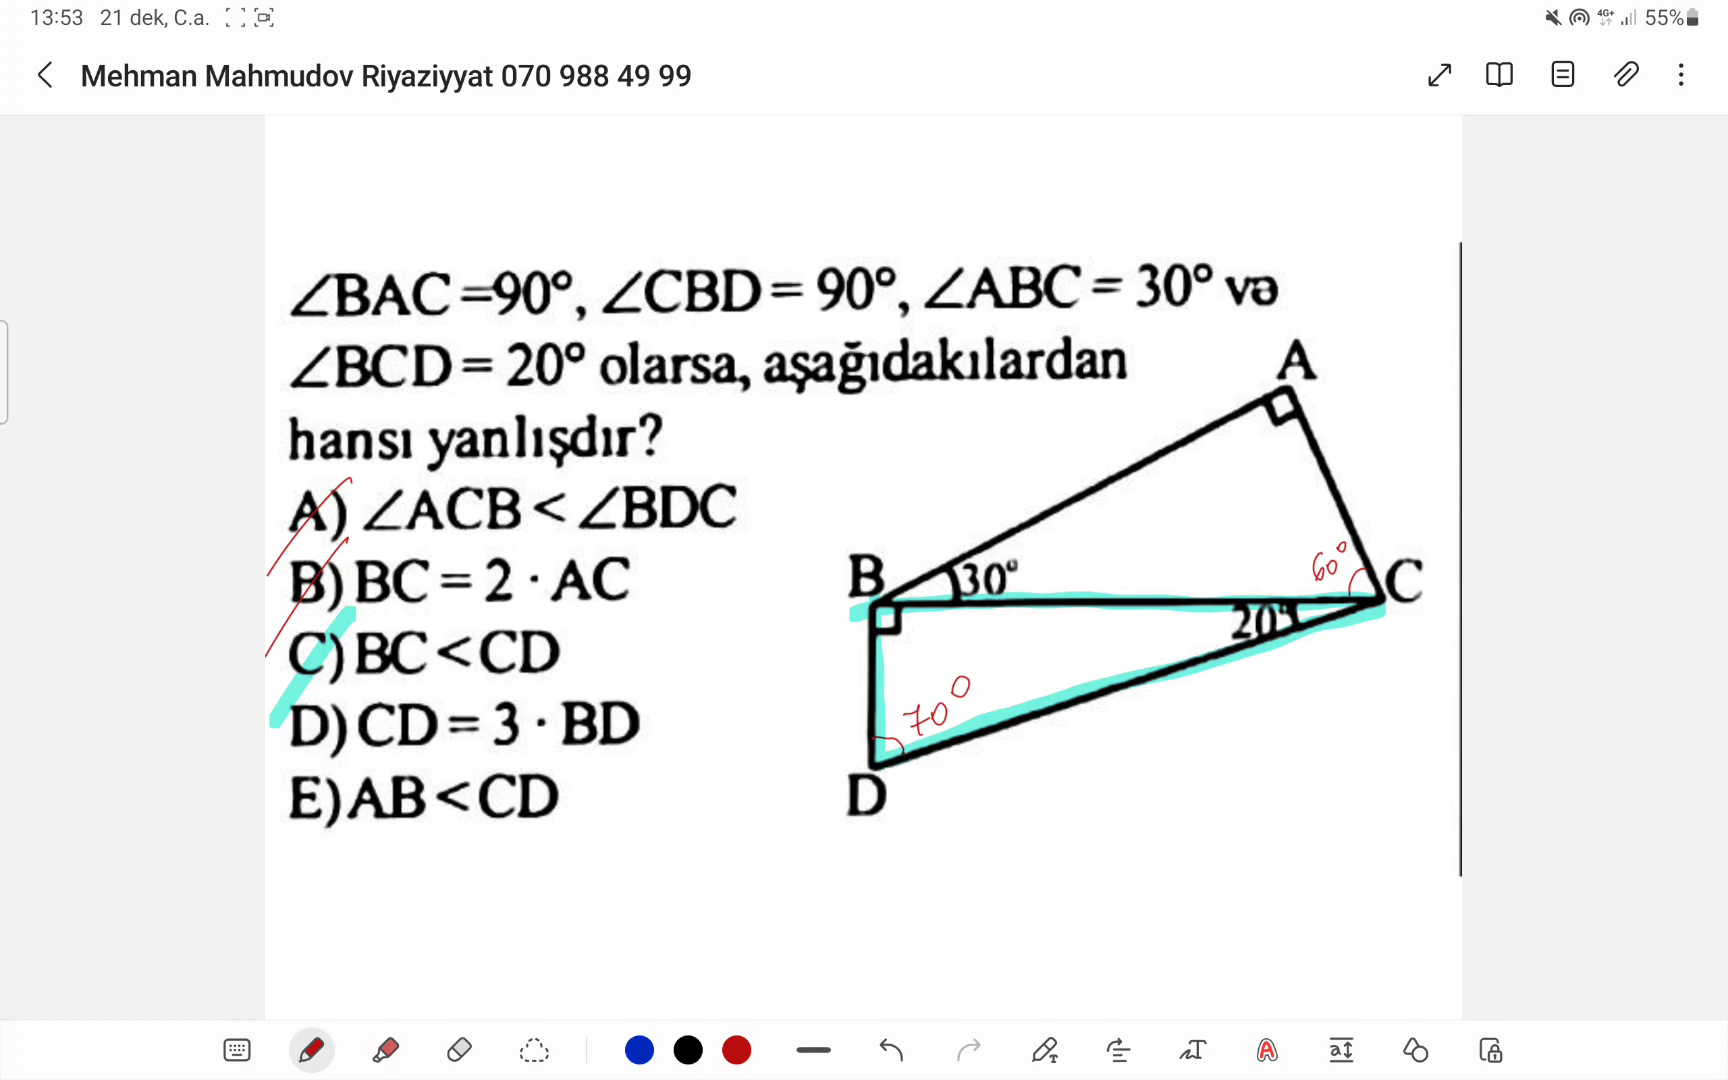 13:53 21 dek, C.a. 4G+ 55%
Mehman Mahmudov Riyaziyyat 070 988 49 99
∠BAC=90°, ∠CBD= 90°, ∠ABC = 30° və
∠BCD= 20° olarsa, aşağıdakılardan
hansı yanlışdır?
A) ∠ACB < ∠BDC
B) BC = 2 · AC
C) BC < CD
D) CD = 3 · BD
E) AB < CD
A
B 30° 60° C
20°
70°
D